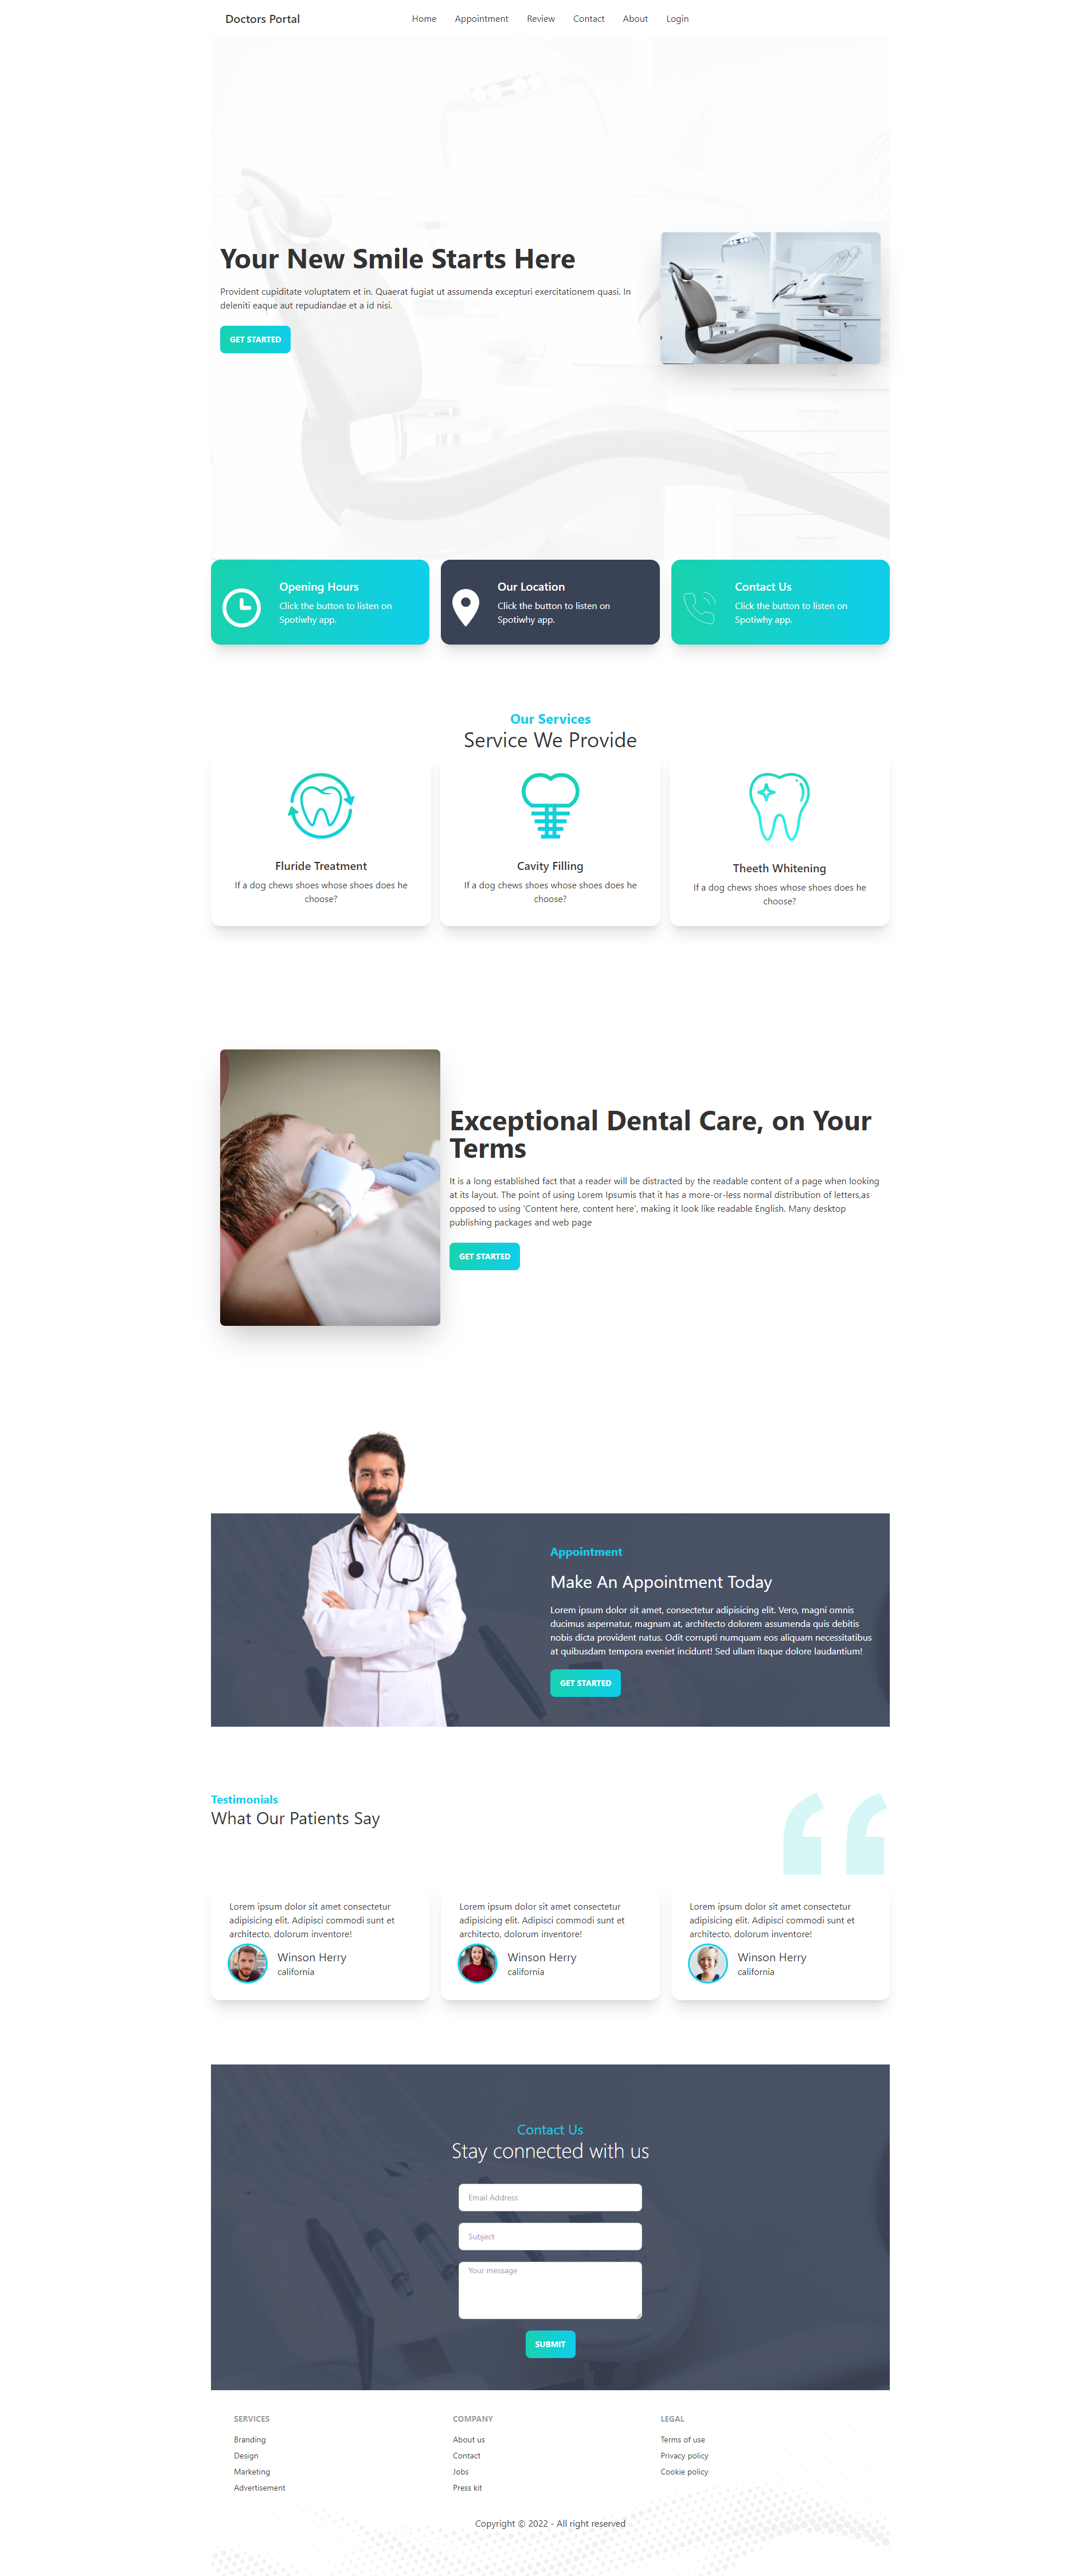 Doctors Portal
Home
Appointment
Review
Contact
About
Login
Your New Smile Starts Here
Provident cupiditate voluptatem et in. Quaerat fugiat ut assumenda excepturi exercitationem quasi. In
deleniti eaque aut repudiandae et a id nisi.
GET STARTED
Opening Hours
Click the button to listen on
Spotiwhy app.
Our Location
Click the button to listen on
Spotiwhy app.
Contact Us
Click the button to listen on
Spotiwhy app.
Our Services
Service We Provide
Fluride Treatment
If a dog chews shoes whose shoes does he
choose?
Cavity Filling
If a dog chews shoes whose shoes does he
choose?
Theeth Whitening
If a dog chews shoes whose shoes does he
choose?
Exceptional Dental Care, on Your
Terms
It is a long established fact that a reader will be distracted by the readable content of a page when looking
at its layout. The point of using Lorem Ipsumis that it has a more-or-less normal distribution of letters,as
opposed to using 'Content here, content here', making it look like readable English. Many desktop
publishing packages and web page
GET STARTED
Appointment
Make An Appointment Today
Lorem ipsum dolor sit amet, consectetur adipisicing elit. Vero, magni omnis
ducimus aspernatur, magnam at, architecto dolorem assumenda quis debitis
nobis dicta provident natus. Odit corrupti numquam eos aliquam necessitatibus
at quibusdam tempora eveniet incidunt! Sed ullam itaque dolore laudantium!
GET STARTED
Testimonials
What Our Patients Say
Lorem ipsum dolor sit amet consectetur
adipisicing elit. Adipisci commodi sunt et
architecto, dolorum inventore!
Winson Herry
california
Lorem ipsum dolor sit amet consectetur
adipisicing elit. Adipisci commodi sunt et
architecto, dolorum inventore!
Winson Herry
california
Lorem ipsum dolor sit amet consectetur
adipisicing elit. Adipisci commodi sunt et
architecto, dolorum inventore!
Winson Herry
california
Contact Us
Stay connected with us
Email Address
Subject
Your message
SUBMIT
SERVICES
Branding
Design
Marketing
Advertisement
COMPANY
About us
Contact
Jobs
Press kit
LEGAL
Terms of use
Privacy policy
Cookie policy
Copyright © 2022 - All right reserved